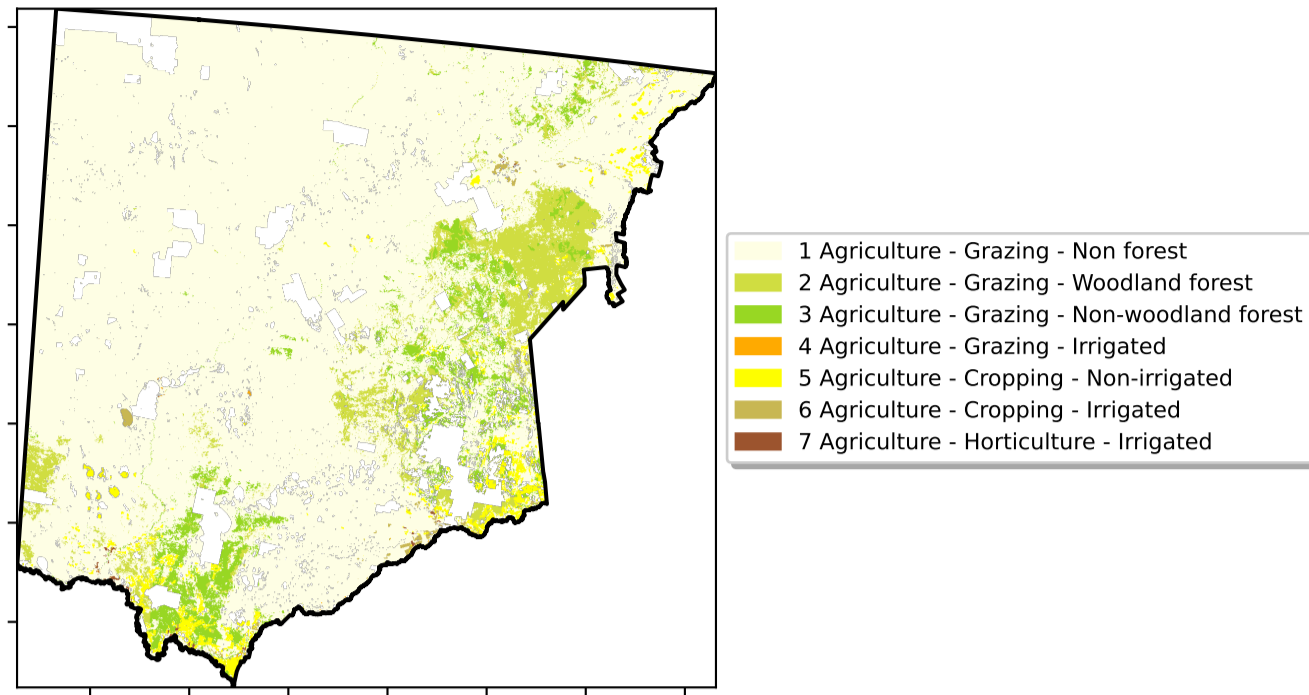 1 Agriculture - Grazing - Non forest
2 Agriculture - Grazing - Woodland forest
3 Agriculture - Grazing - Non-woodland forest
4 Agriculture - Grazing - Irrigated
5 Agriculture - Cropping - Non-irrigated
6 Agriculture - Cropping - Irrigated
7 Agriculture - Horticulture - Irrigated